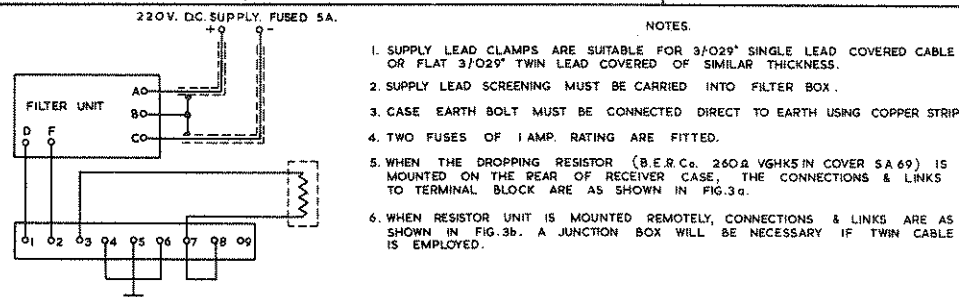 220V. D.C. SUPPLY. FUSED 5A.
+ -
FILTER UNIT
A
B
C
D F
1 2 3 4 5 6 7 8 9
NOTES.
1. SUPPLY LEAD CLAMPS ARE SUITABLE FOR 3/029" SINGLE LEAD COVERED CABLE
OR FLAT 3/029" TWIN LEAD COVERED OF SIMILAR THICKNESS.
2. SUPPLY LEAD SCREENING MUST BE CARRIED INTO FILTER BOX.
3. CASE EARTH BOLT MUST BE CONNECTED DIRECT TO EARTH USING COPPER STRIP
4. TWO FUSES OF 1 AMP. RATING ARE FITTED.
5. WHEN THE DROPPING RESISTOR (B.E.R. Co. 260Ω VGHK5 IN COVER SA 69) IS
MOUNTED ON THE REAR OF RECEIVER CASE, THE CONNECTIONS & LINKS
TO TERMINAL BLOCK ARE AS SHOWN IN FIG.3a.
6. WHEN RESISTOR UNIT IS MOUNTED REMOTELY, CONNECTIONS & LINKS ARE AS
SHOWN IN FIG.3b. A JUNCTION BOX WILL BE NECESSARY IF TWIN CABLE
IS EMPLOYED.